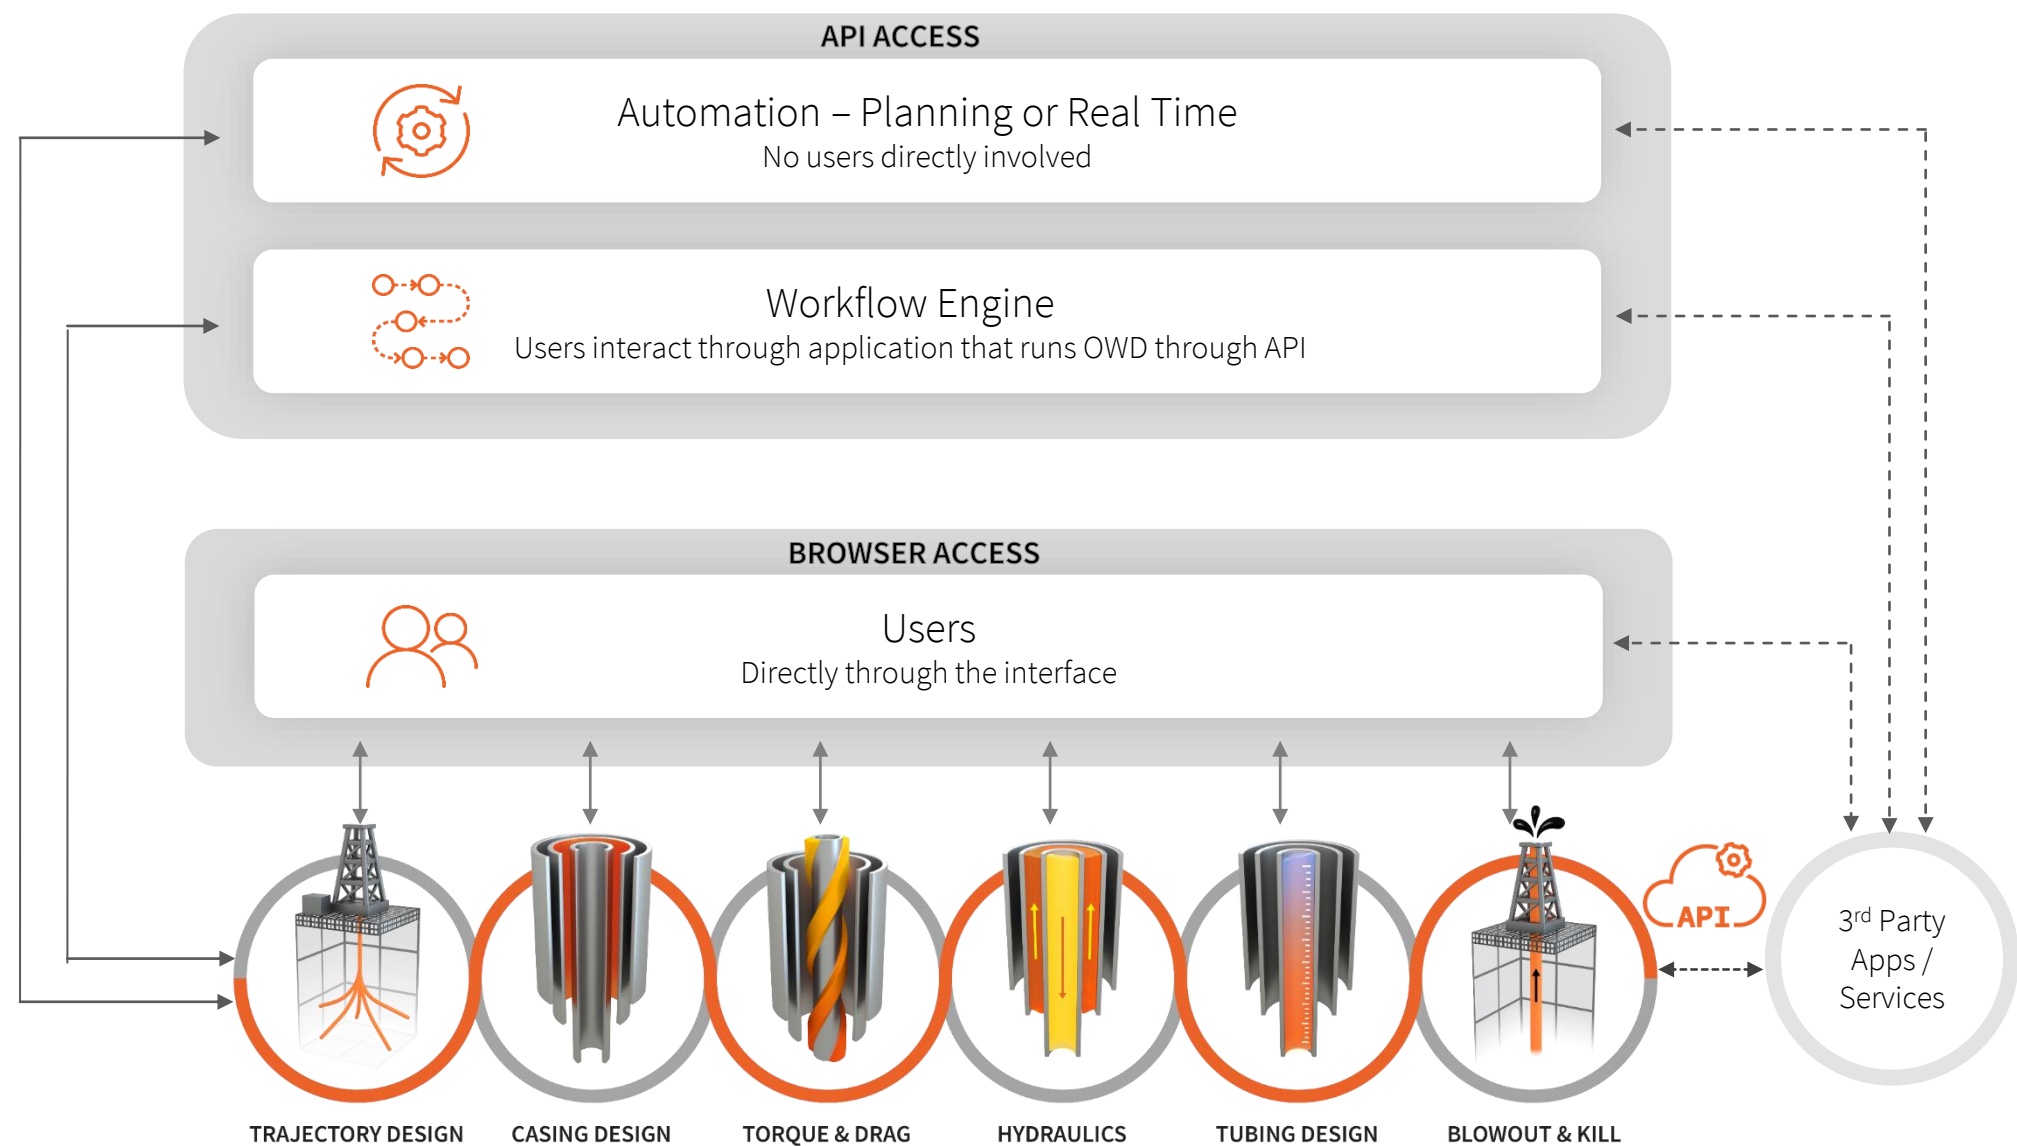 API ACCESS
Automation – Planning or Real Time
No users directly involved
Workflow Engine
Users interact through application that runs OWD through API
BROWSER ACCESS
Users
Directly through the interface
API
3rd Party
Apps /
Services
TRAJECTORY DESIGN
CASING DESIGN
TORQUE & DRAG
HYDRAULICS
TUBING DESIGN
BLOWOUT & KILL